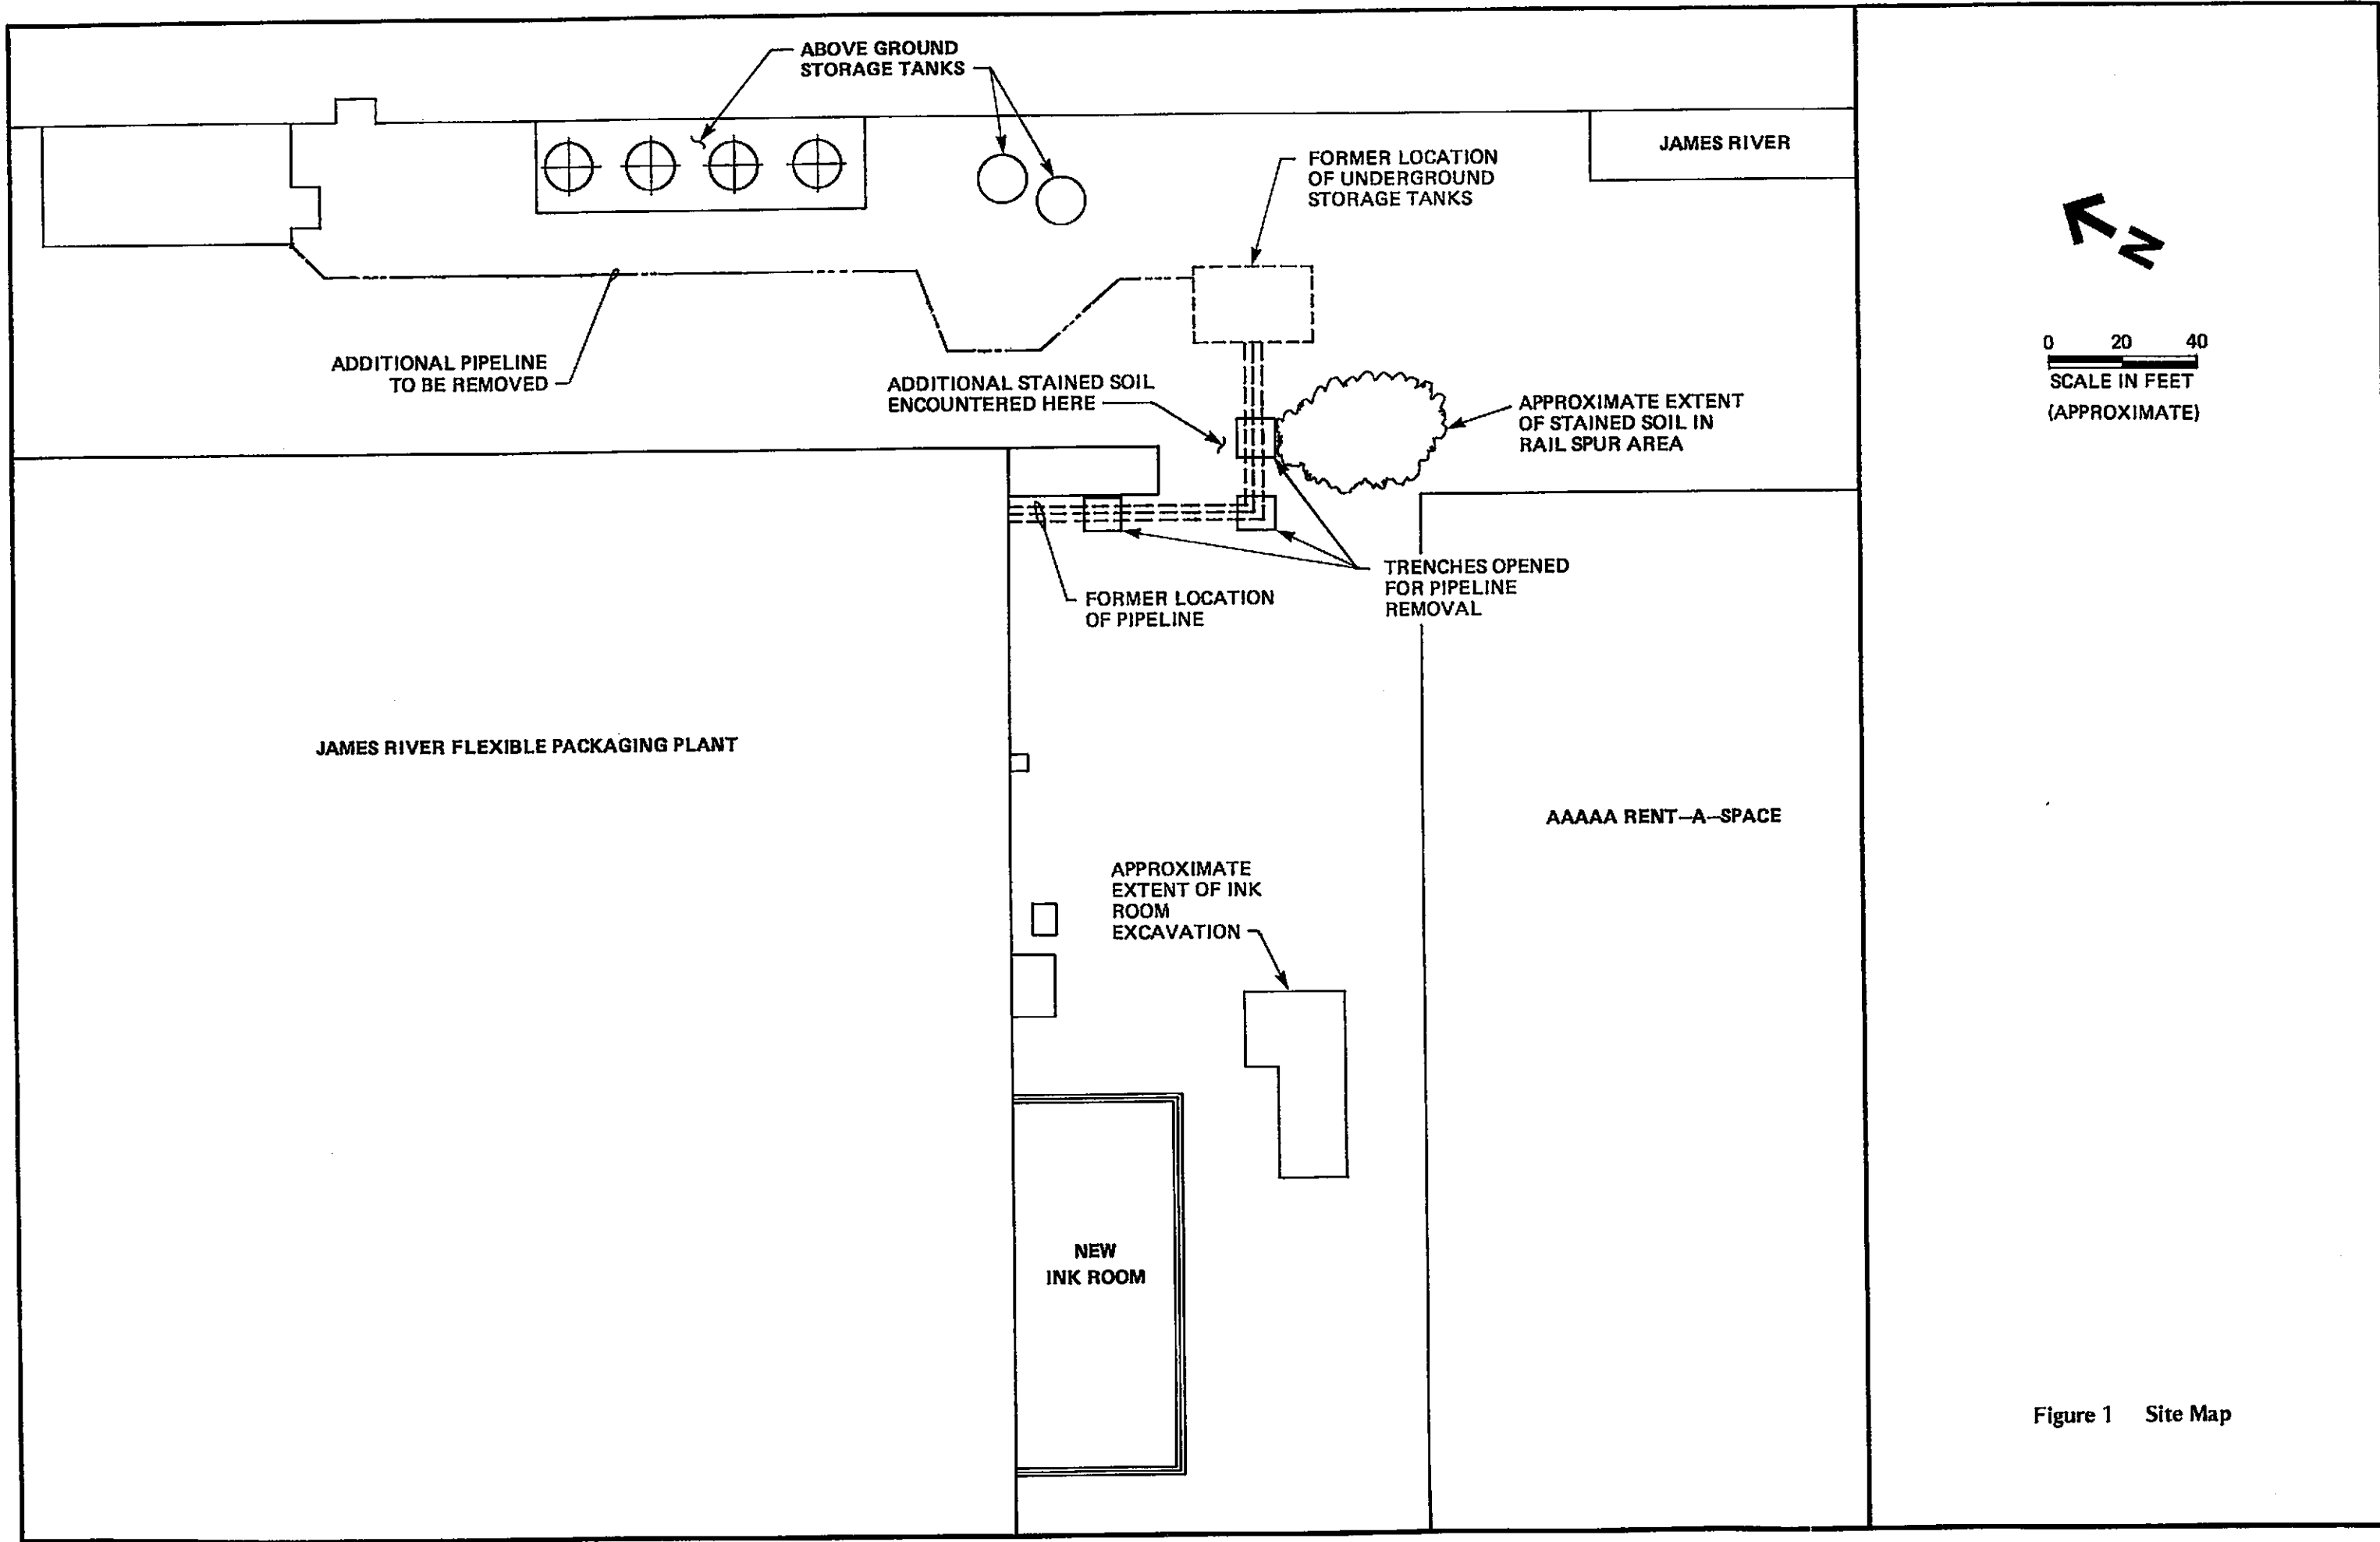 ABOVE GROUND
STORAGE TANKS
JAMES RIVER
FORMER LOCATION
OF UNDERGROUND
STORAGE TANKS
N
0 20 40
SCALE IN FEET
(APPROXIMATE)
ADDITIONAL PIPELINE
TO BE REMOVED
ADDITIONAL STAINED SOIL
ENCOUNTERED HERE
APPROXIMATE EXTENT
OF STAINED SOIL IN
RAIL SPUR AREA
TRENCHES OPENED
FOR PIPELINE
REMOVAL
FORMER LOCATION
OF PIPELINE
JAMES RIVER FLEXIBLE PACKAGING PLANT
AAAAA RENT–A–SPACE
APPROXIMATE
EXTENT OF INK
ROOM
EXCAVATION
NEW
INK ROOM
Figure 1 Site Map